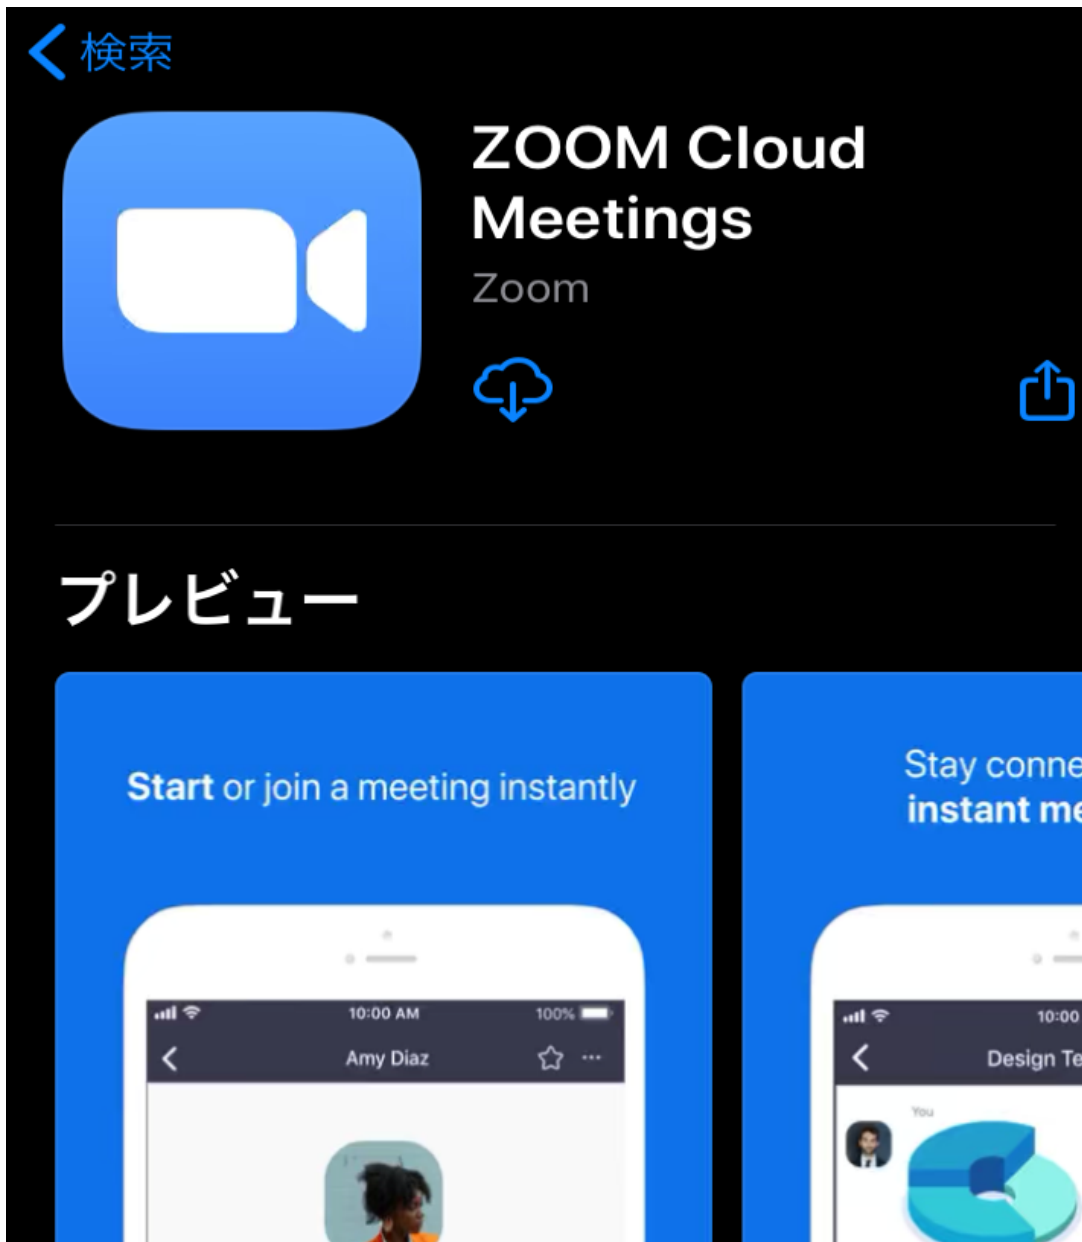 検索
ZOOM Cloud
Meetings
Zoom
プレビュー
Start or join a meeting instantly
10:00 AM
100%
Amy Diaz
Stay conne
instant me
10:00
Design Te
You